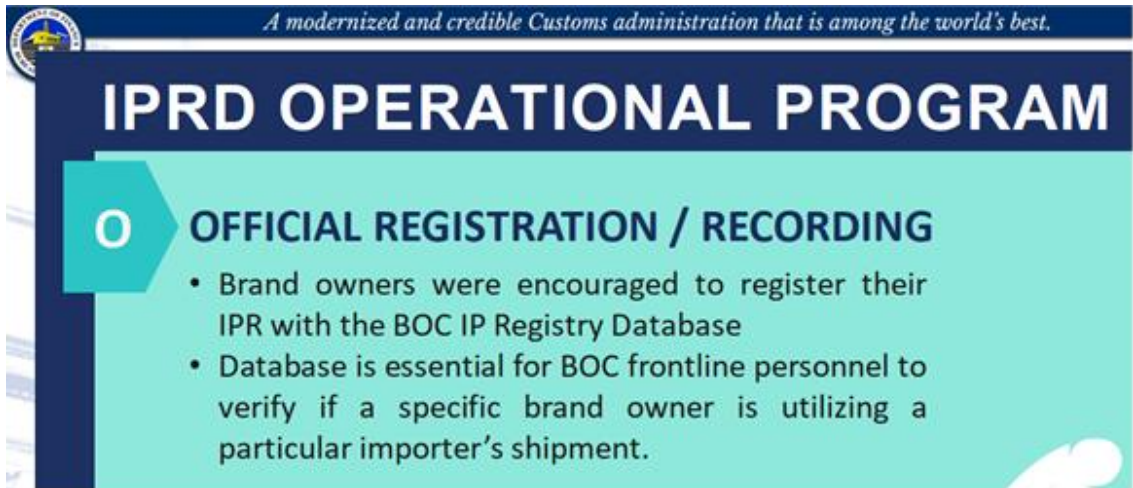 A modernized and credible Customs administration that is among the world's best.
IPRD OPERATIONAL PROGRAM
O
OFFICIAL REGISTRATION / RECORDING
• Brand owners were encouraged to register their
IPR with the BOC IP Registry Database
• Database is essential for BOC frontline personnel to
verify if a specific brand owner is utilizing a
particular importer's shipment.